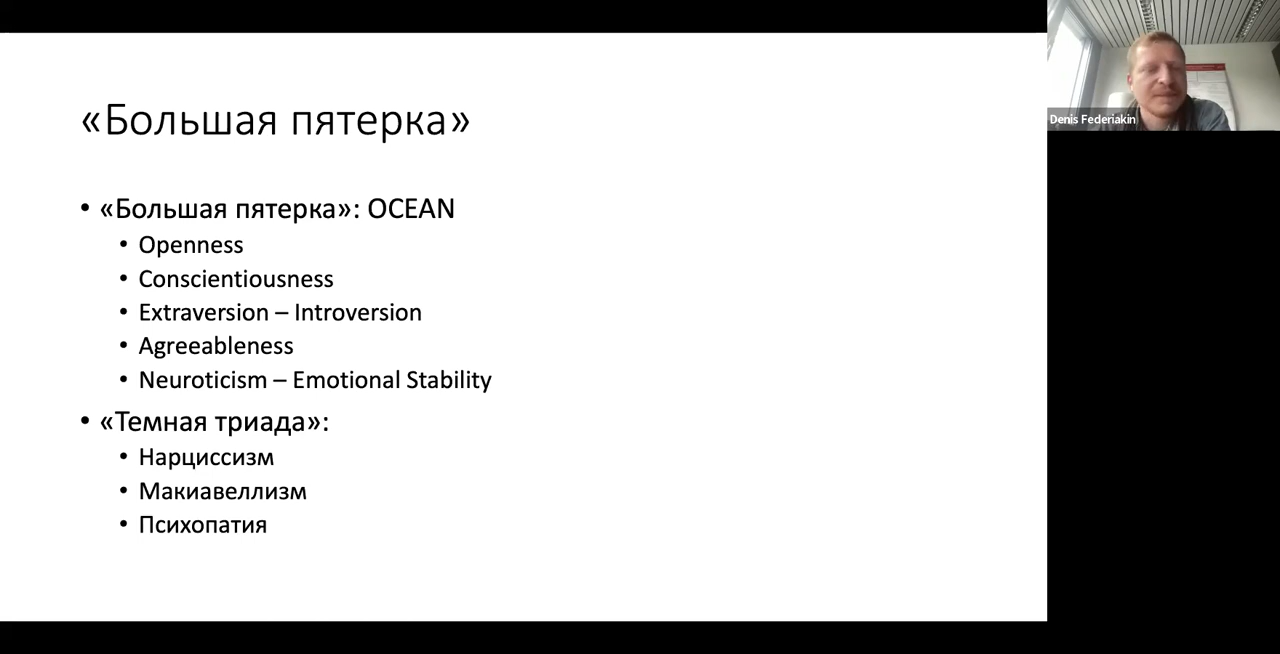 «Большая пятерка»
• «Большая пятерка»: OCEAN
• Openness
• Conscientiousness
• Extraversion – Introversion
• Agreeableness
• Neuroticism – Emotional Stability
• «Темная триада»:
• Нарциссизм
• Макиавеллизм
• Психопатия
Denis Federiakin